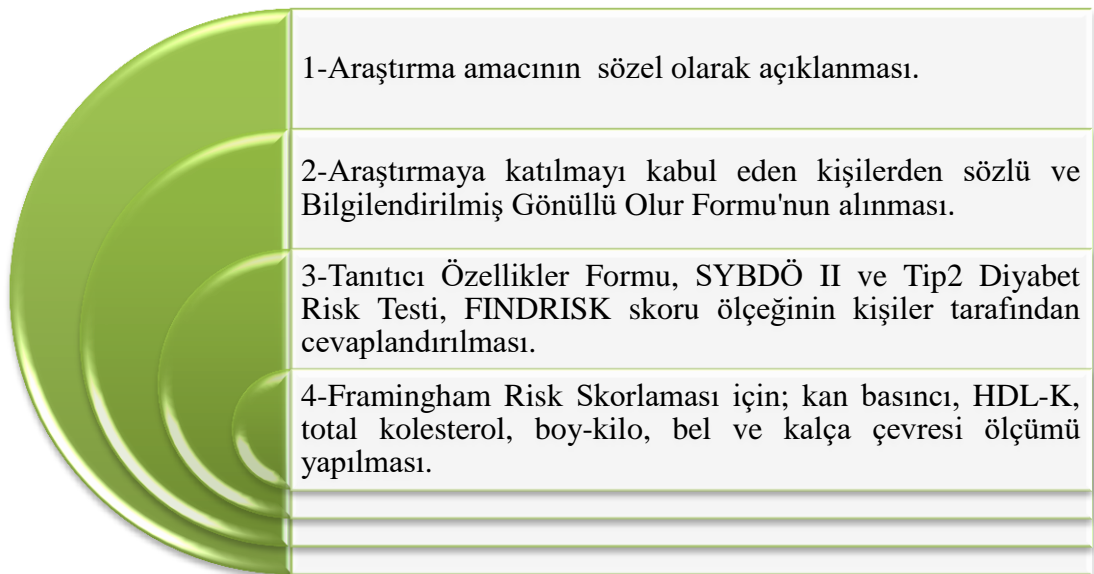 1-Araştırma amacının sözel olarak açıklanması.
2-Araştırmaya katılmayı kabul eden kişilerden sözlü ve
Bilgilendirilmiş Gönüllü Olur Formu'nun alınması.
3-Tanıtıcı Özellikler Formu, SYBDÖ II ve Tip2 Diyabet
Risk Testi, FINDRISK skoru ölçeğinin kişiler tarafından
cevaplandırılması.
4-Framingham Risk Skorlaması için; kan basıncı, HDL-K,
total kolesterol, boy-kilo, bel ve kalça çevresi ölçümü
yapılması.